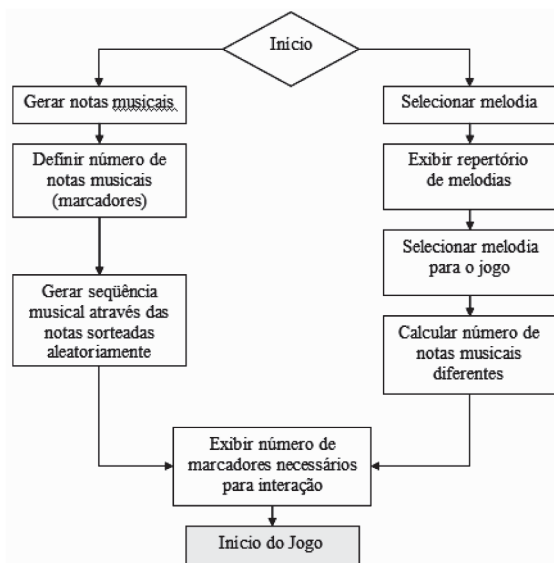 Início
Gerar notas musicais
Selecionar melodia
Definir número de
notas musicais
(marcadores)
Exibir repertório
de melodias
Selecionar melodia
para o jogo
Gerar seqüência
musical através das
notas sorteadas
aleatoriamente
Calcular número de
notas musicais
diferentes
Exibir número de
marcadores necessários
para interação
Início do Jogo